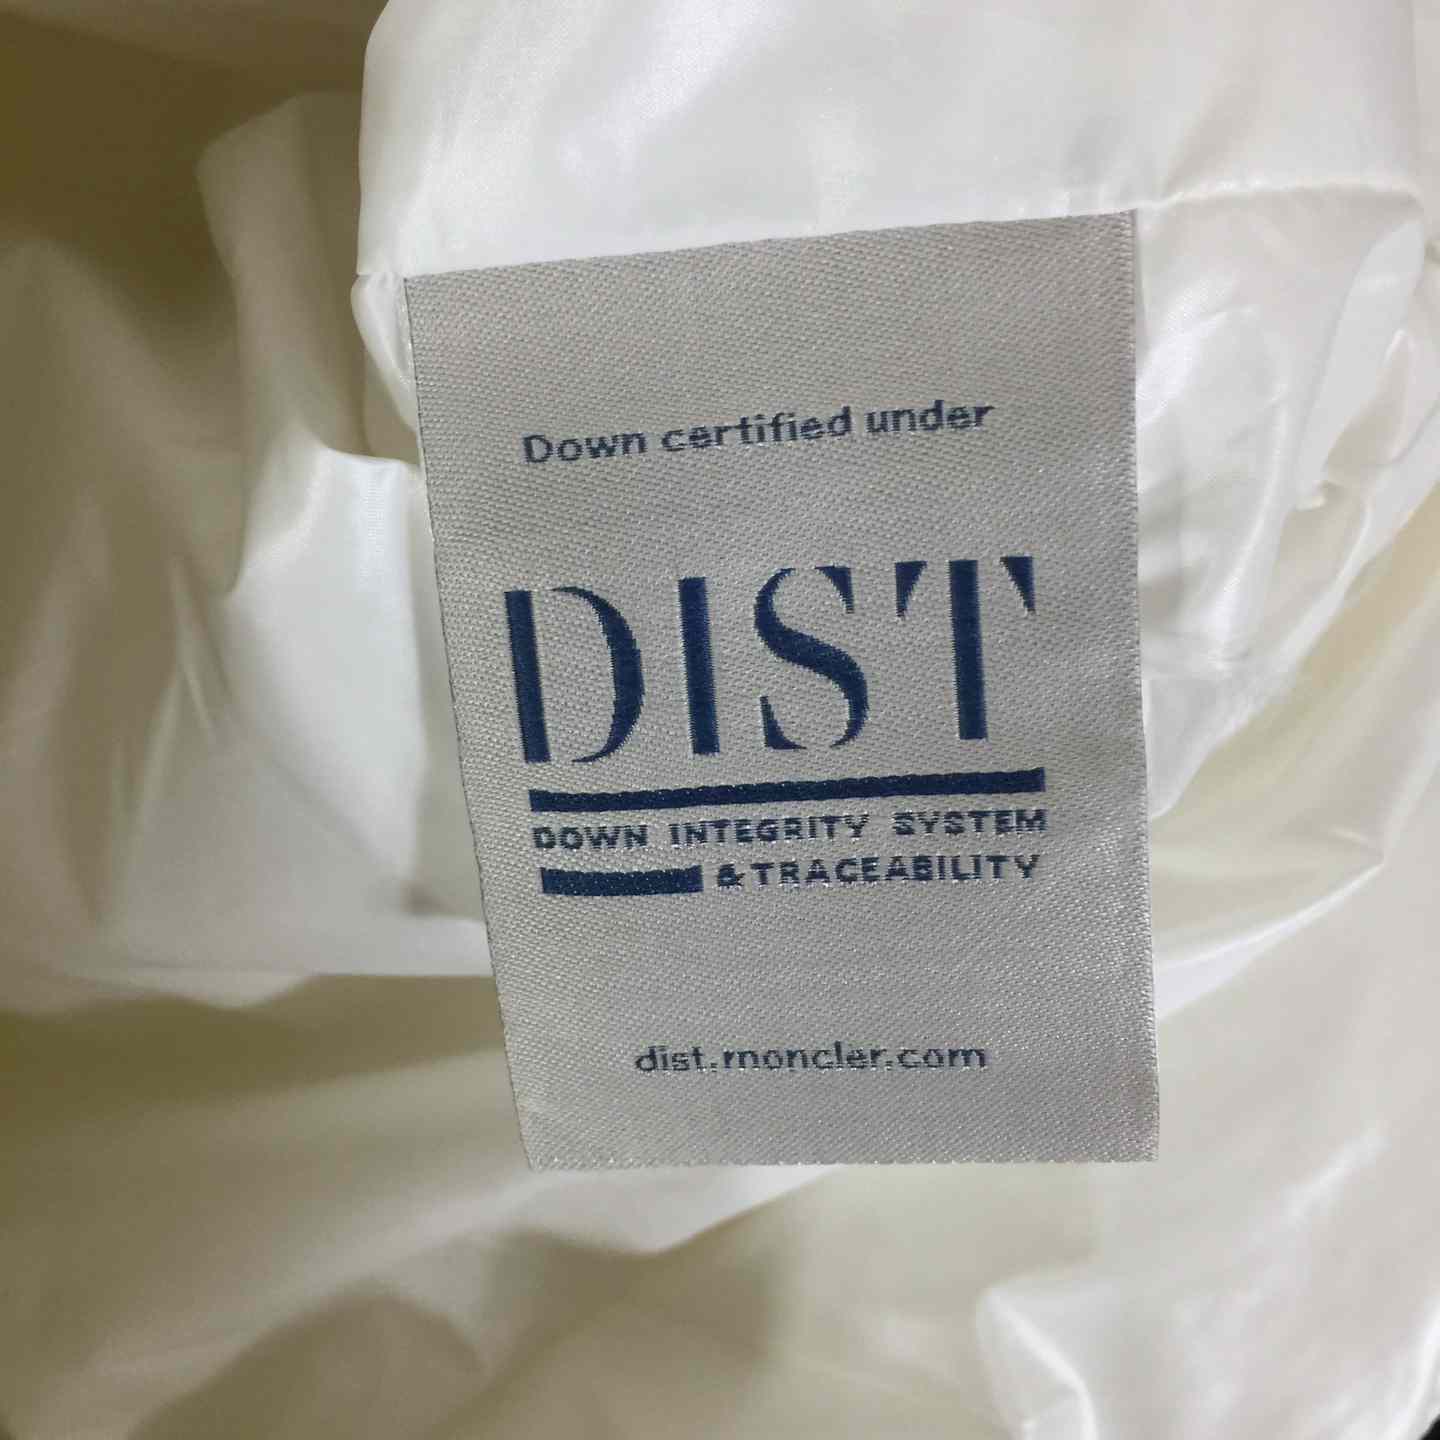 Down certified under
DIST
DOWN INTEGRITY SYSTEM
& TRACEABILITY
dist.moncler.com